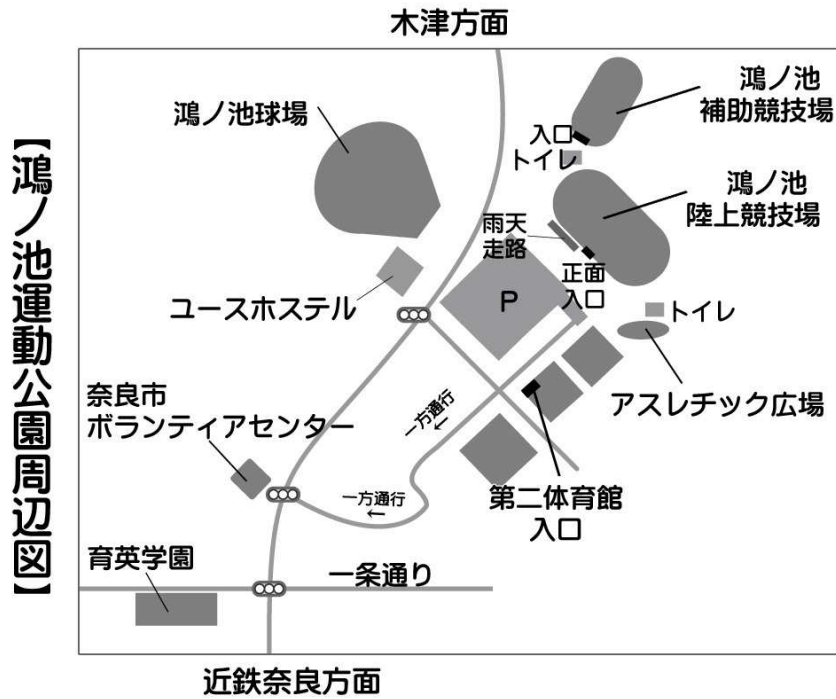 木津方面
【鴻ノ池運動公園周辺図】
鴻ノ池球場
鴻ノ池
補助競技場
入口
トイレ
鴻ノ池
陸上競技場
雨天
走路
正面
入口
P
ユースホステル
トイレ
アスレチック広場
奈良市
ボランティアセンター
一方通行
←
一方通行
←
第二体育館
入口
育英学園
一条通り
近鉄奈良方面